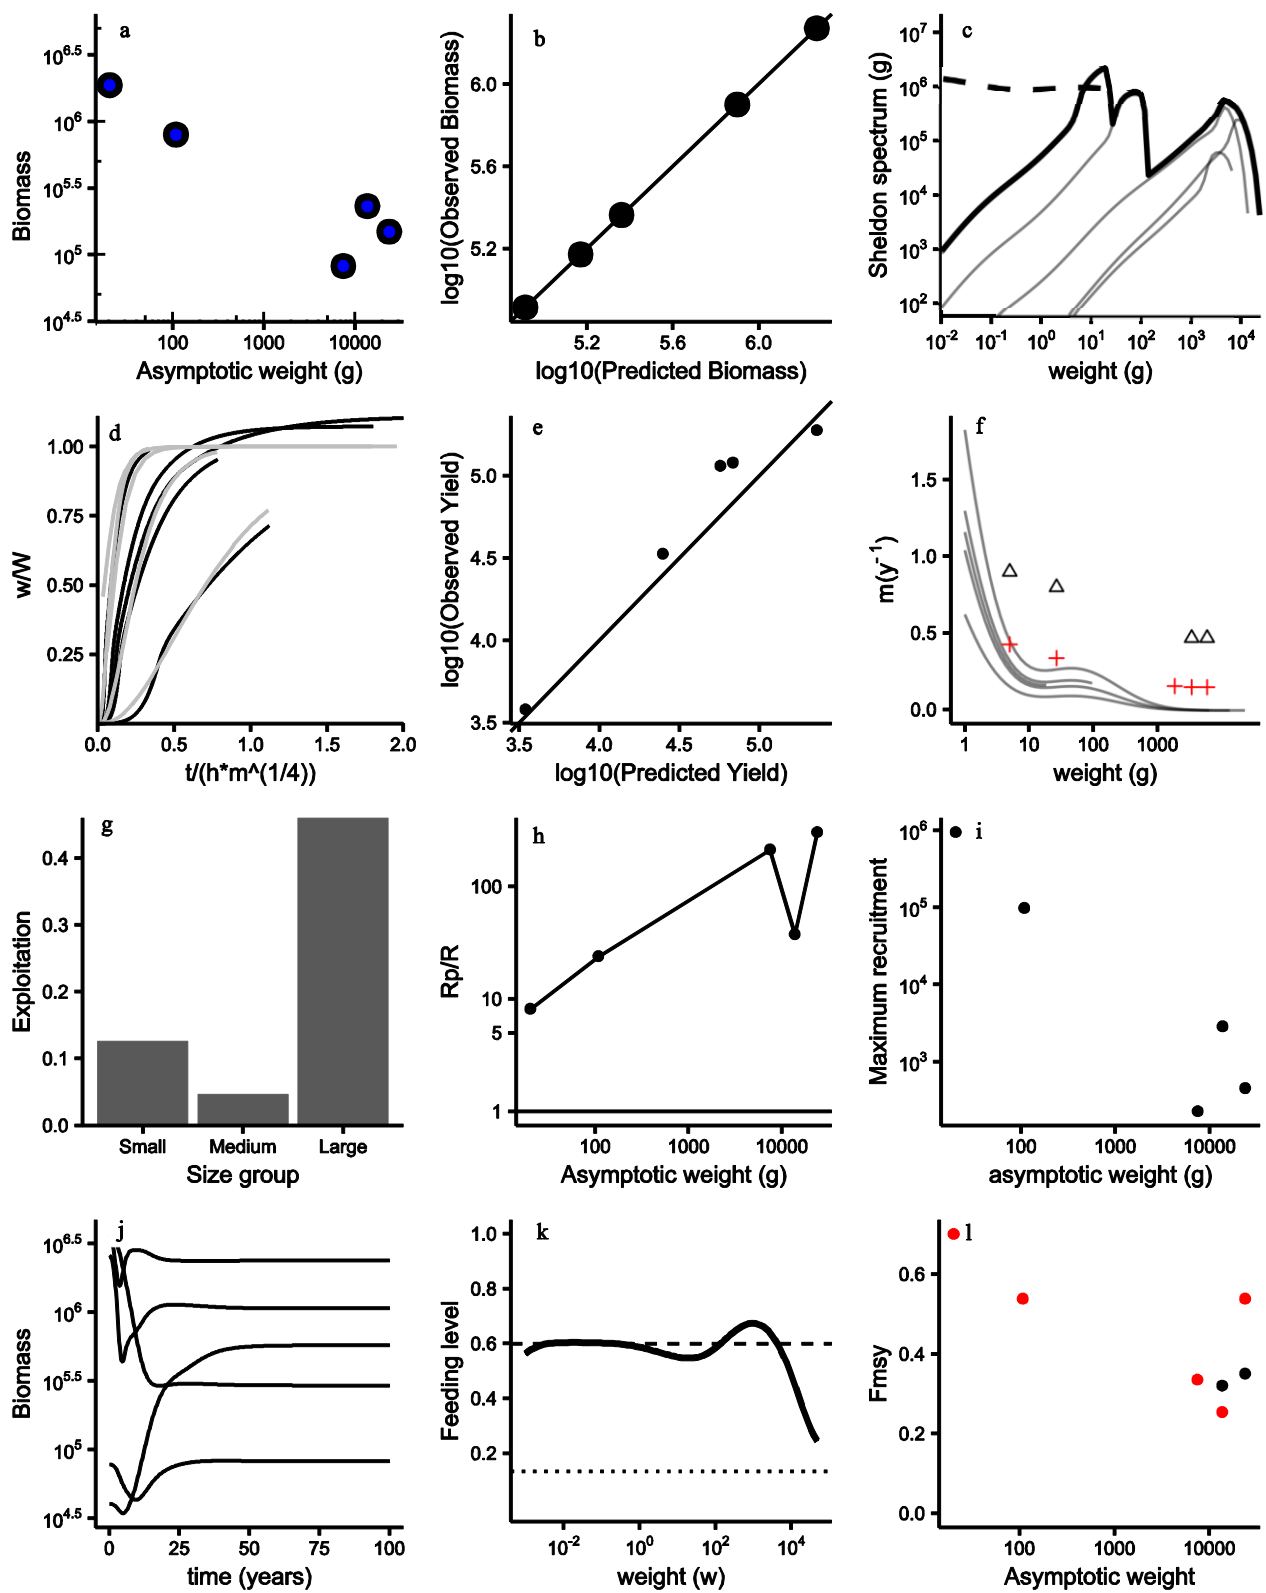 a
10^6.5
10^6
10^5.5
10^5
10^4.5
Biomass
100 1000 10000
Asymptotic weight (g)
b
6.0
5.6
5.2
log10(Observed Biomass)
5.2 5.6 6.0
log10(Predicted Biomass)
c
10^7
10^6
10^5
10^4
10^3
10^2
Sheldon spectrum (g)
10^-2 10^-1 10^0 10^1 10^2 10^3 10^4
weight (g)
d
1.00
0.75
0.50
0.25
w/W
0.0 0.5 1.0 1.5 2.0
t/(h*m^(1/4))
e
5.0
4.5
4.0
3.5
log10(Observed Yield)
3.5 4.0 4.5 5.0
log10(Predicted Yield)
f
1.5
1.0
0.5
0.0
m(y^-1)
1 10 100 1000
weight (g)
g
0.4
0.3
0.2
0.1
0.0
Exploitation
Small Medium Large
Size group
h
100
10
5
1
Rp/R
100 1000 10000
Asymptotic weight (g)
i
10^6
10^5
10^4
10^3
Maximum recruitment
100 10000
asymptotic weight (g)
j
10^6.5
10^6
10^5.5
10^5
10^4.5
Biomass
0 25 50 75 100
time (years)
k
1.0
0.8
0.6
0.4
0.2
Feeding level
10^-2 10^0 10^2 10^4
weight (w)
l
0.6
0.4
0.2
0.0
Fmsy
100 1000 10000
Asymptotic weight